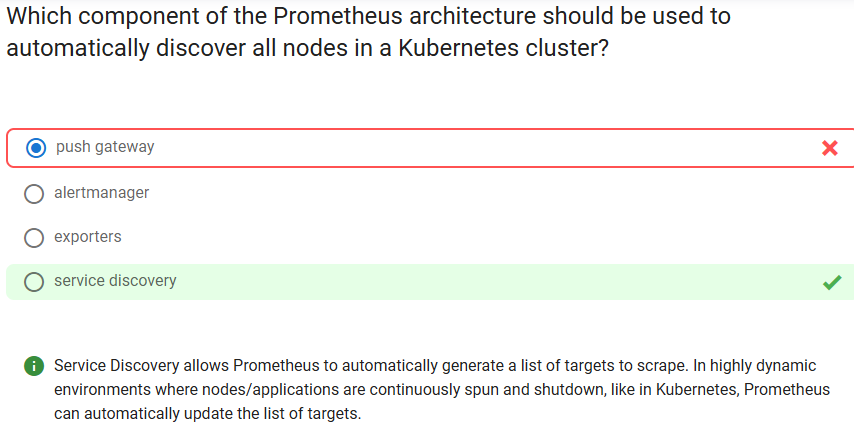 Which component of the Prometheus architecture should be used to
automatically discover all nodes in a Kubernetes cluster?
push gateway
alertmanager
exporters
service discovery
Service Discovery allows Prometheus to automatically generate a list of targets to scrape. In highly dynamic
environments where nodes/applications are continuously spun and shutdown, like in Kubernetes, Prometheus
can automatically update the list of targets.